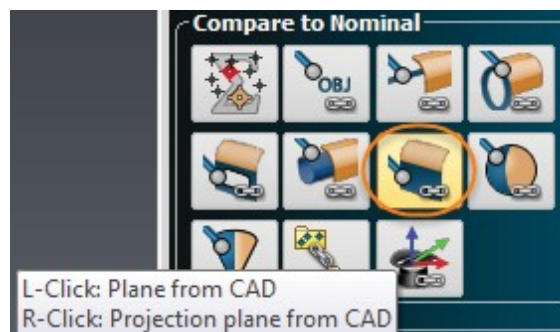 Compare to Nominal
OBJ
L-Click: Plane from CAD
R-Click: Projection plane from CAD